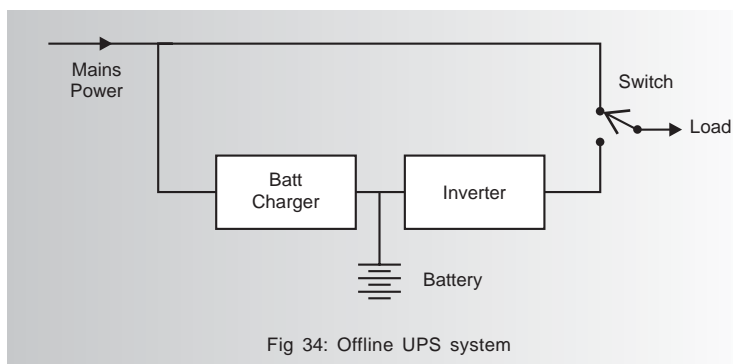 Mains
Power
Switch
Load
Batt
Charger
Inverter
Battery
Fig 34: Offline UPS system